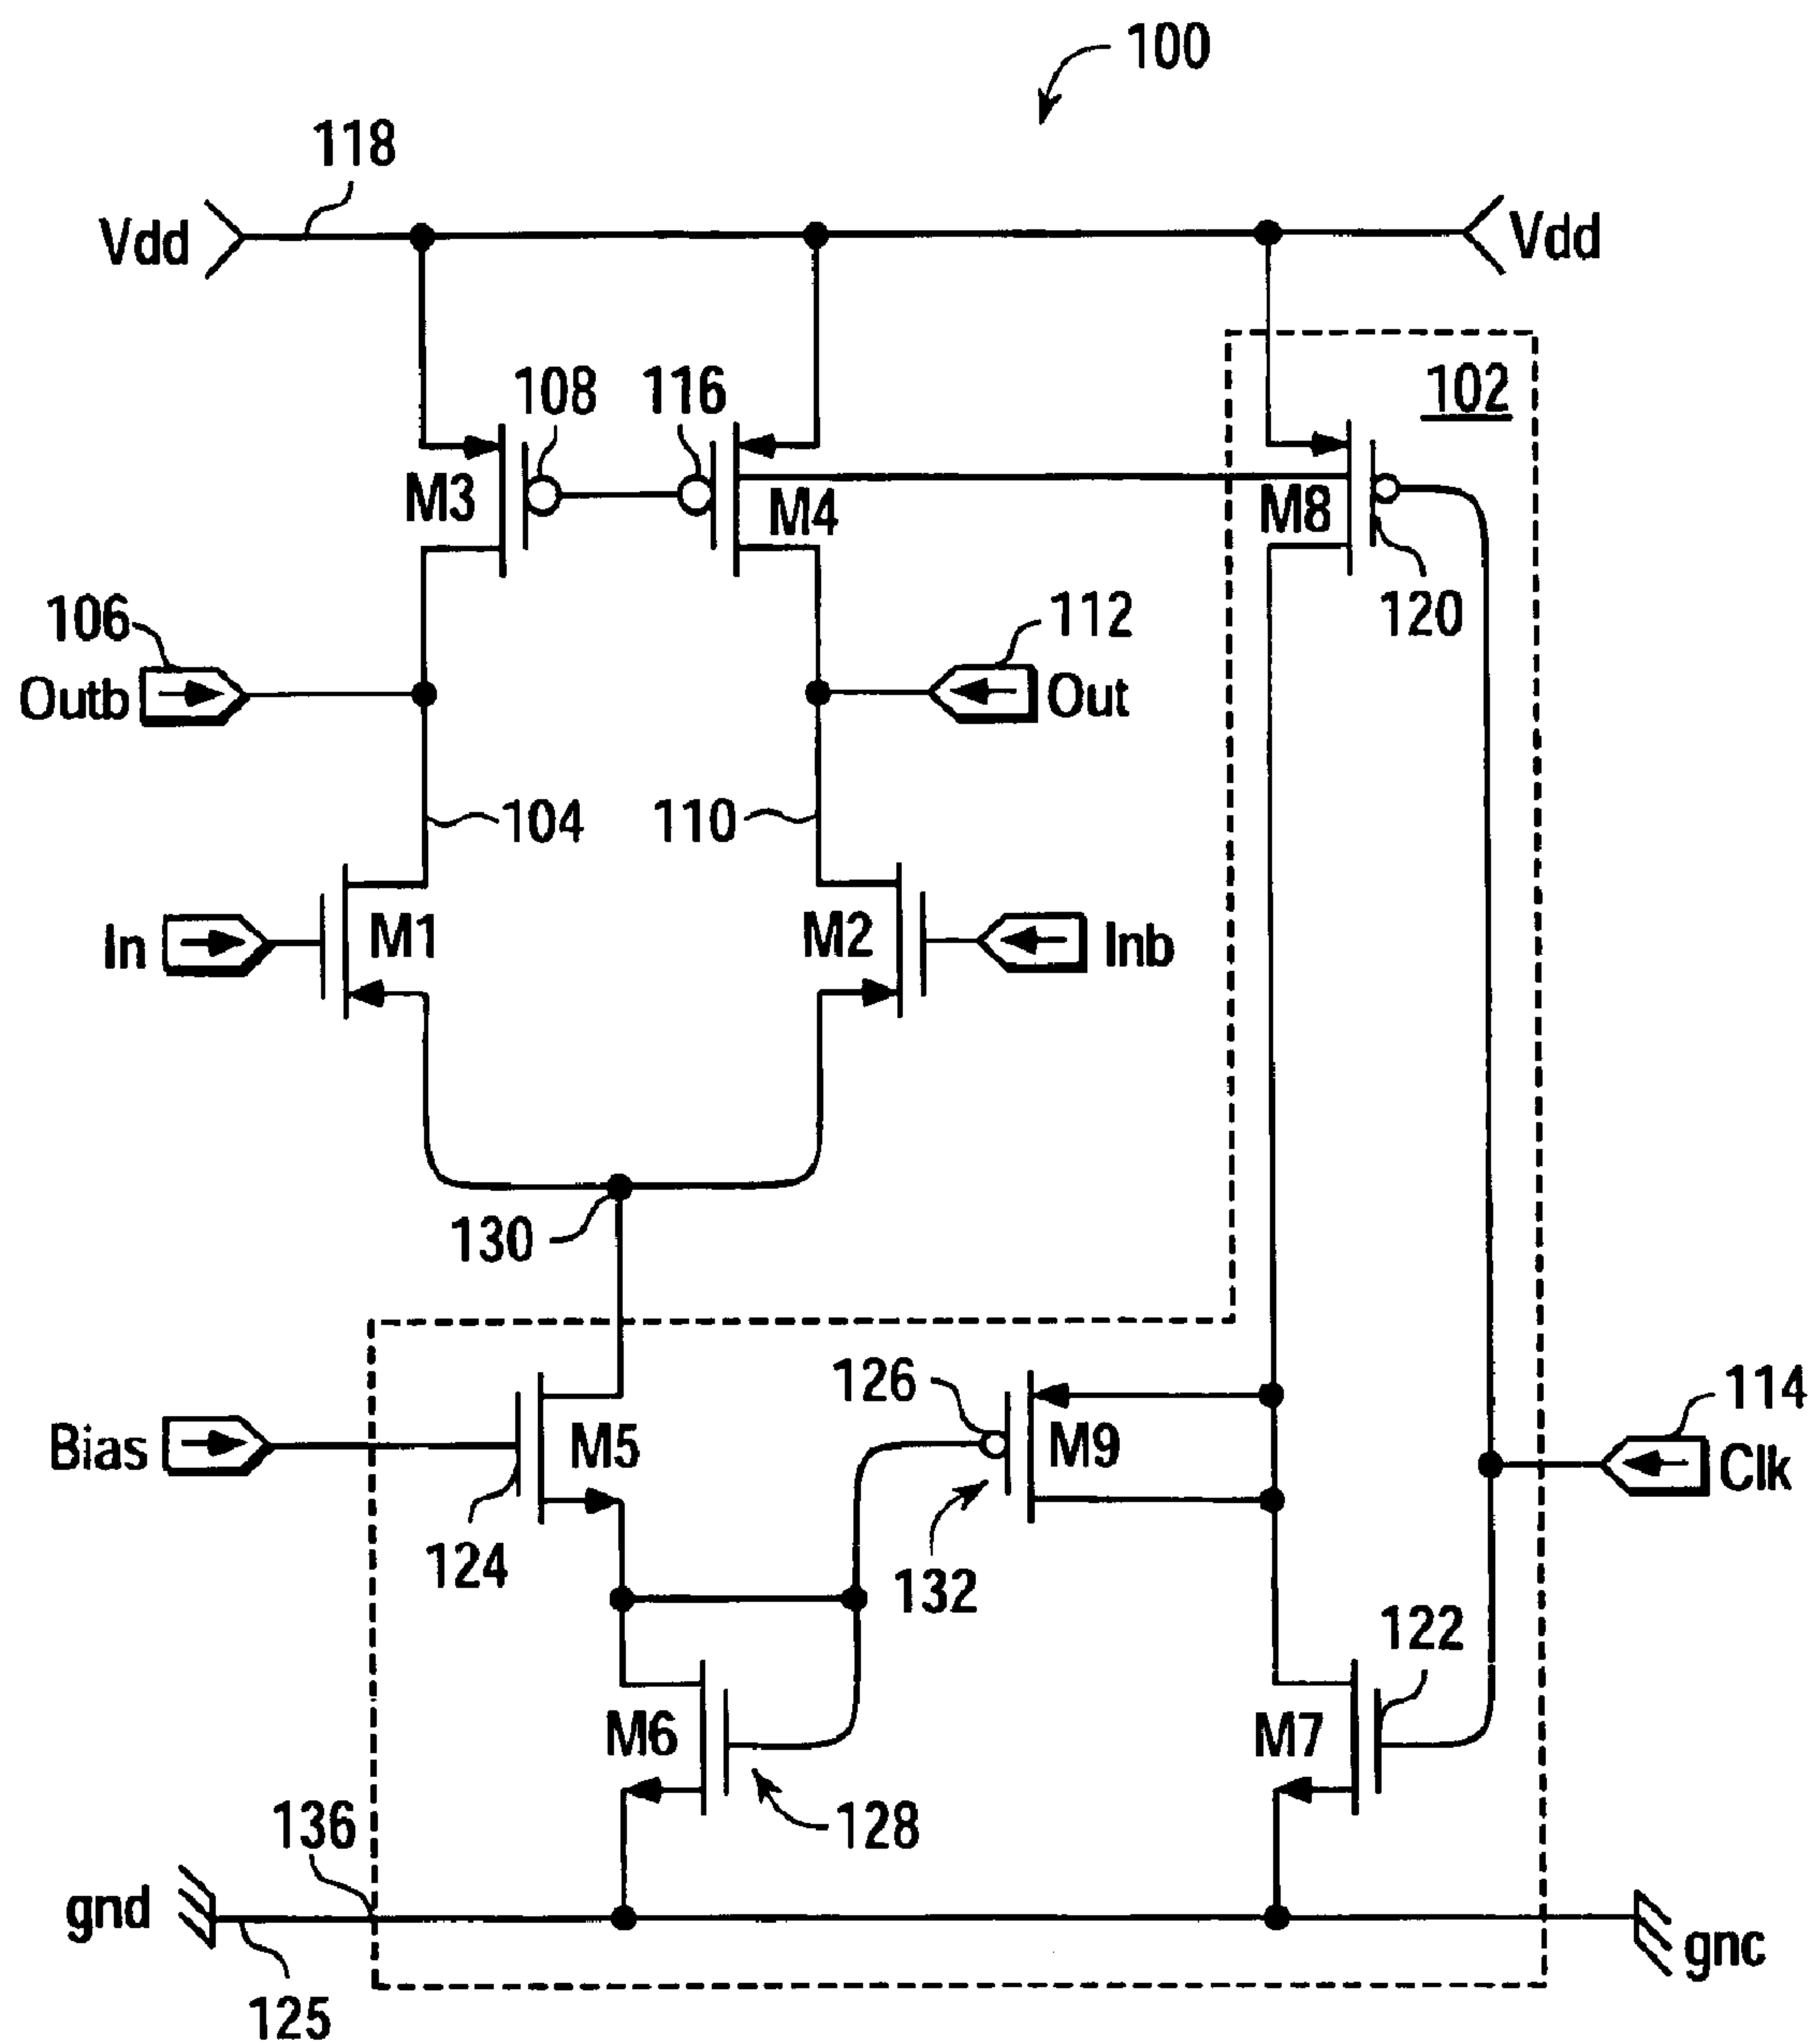 100
118
Vdd
Vdd
108
116
102
M3
M4
M8
120
106
112
Outb
Out
104
110
In
M1
M2
Inb
130
126
114
Bias
M5
M9
Clk
124
132
122
M6
M7
136
128
gnd
gnc
125